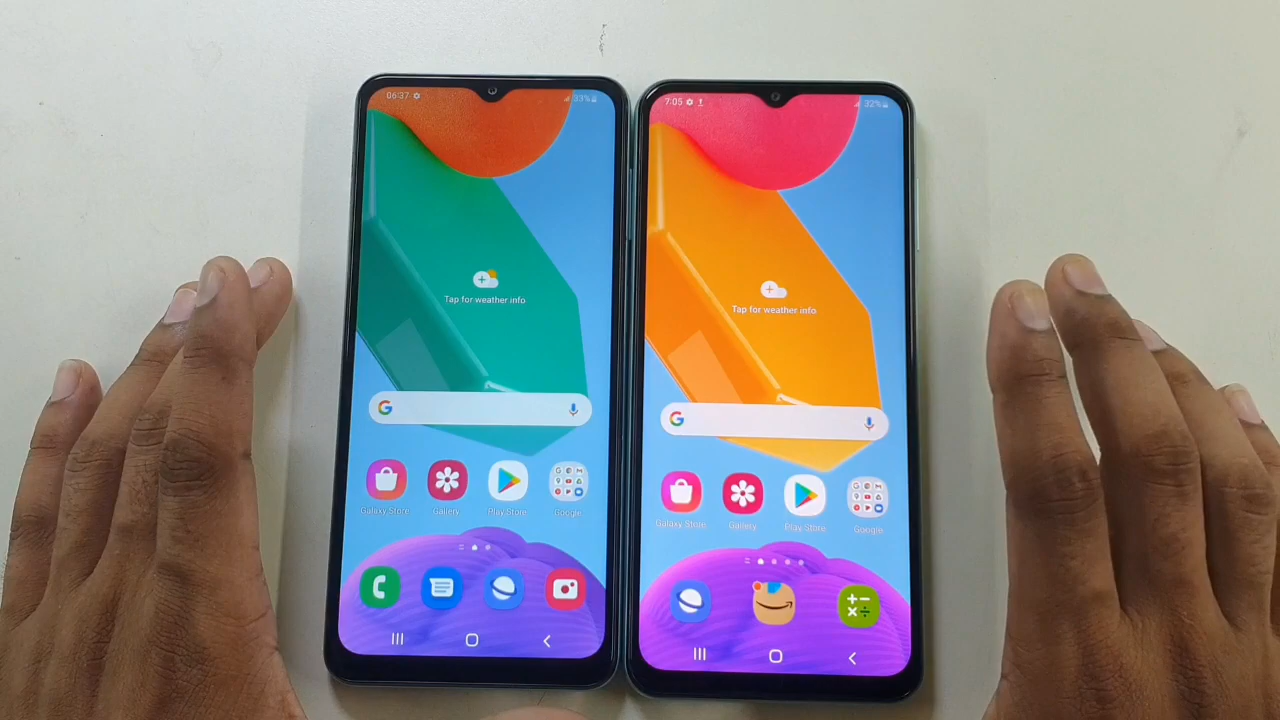 06:37
33%
Tap for weather info
Galaxy Store
Gallery
Play Store
Google
7:05
32%
Tap for weather info
Galaxy Store
Gallery
Play Store
Google